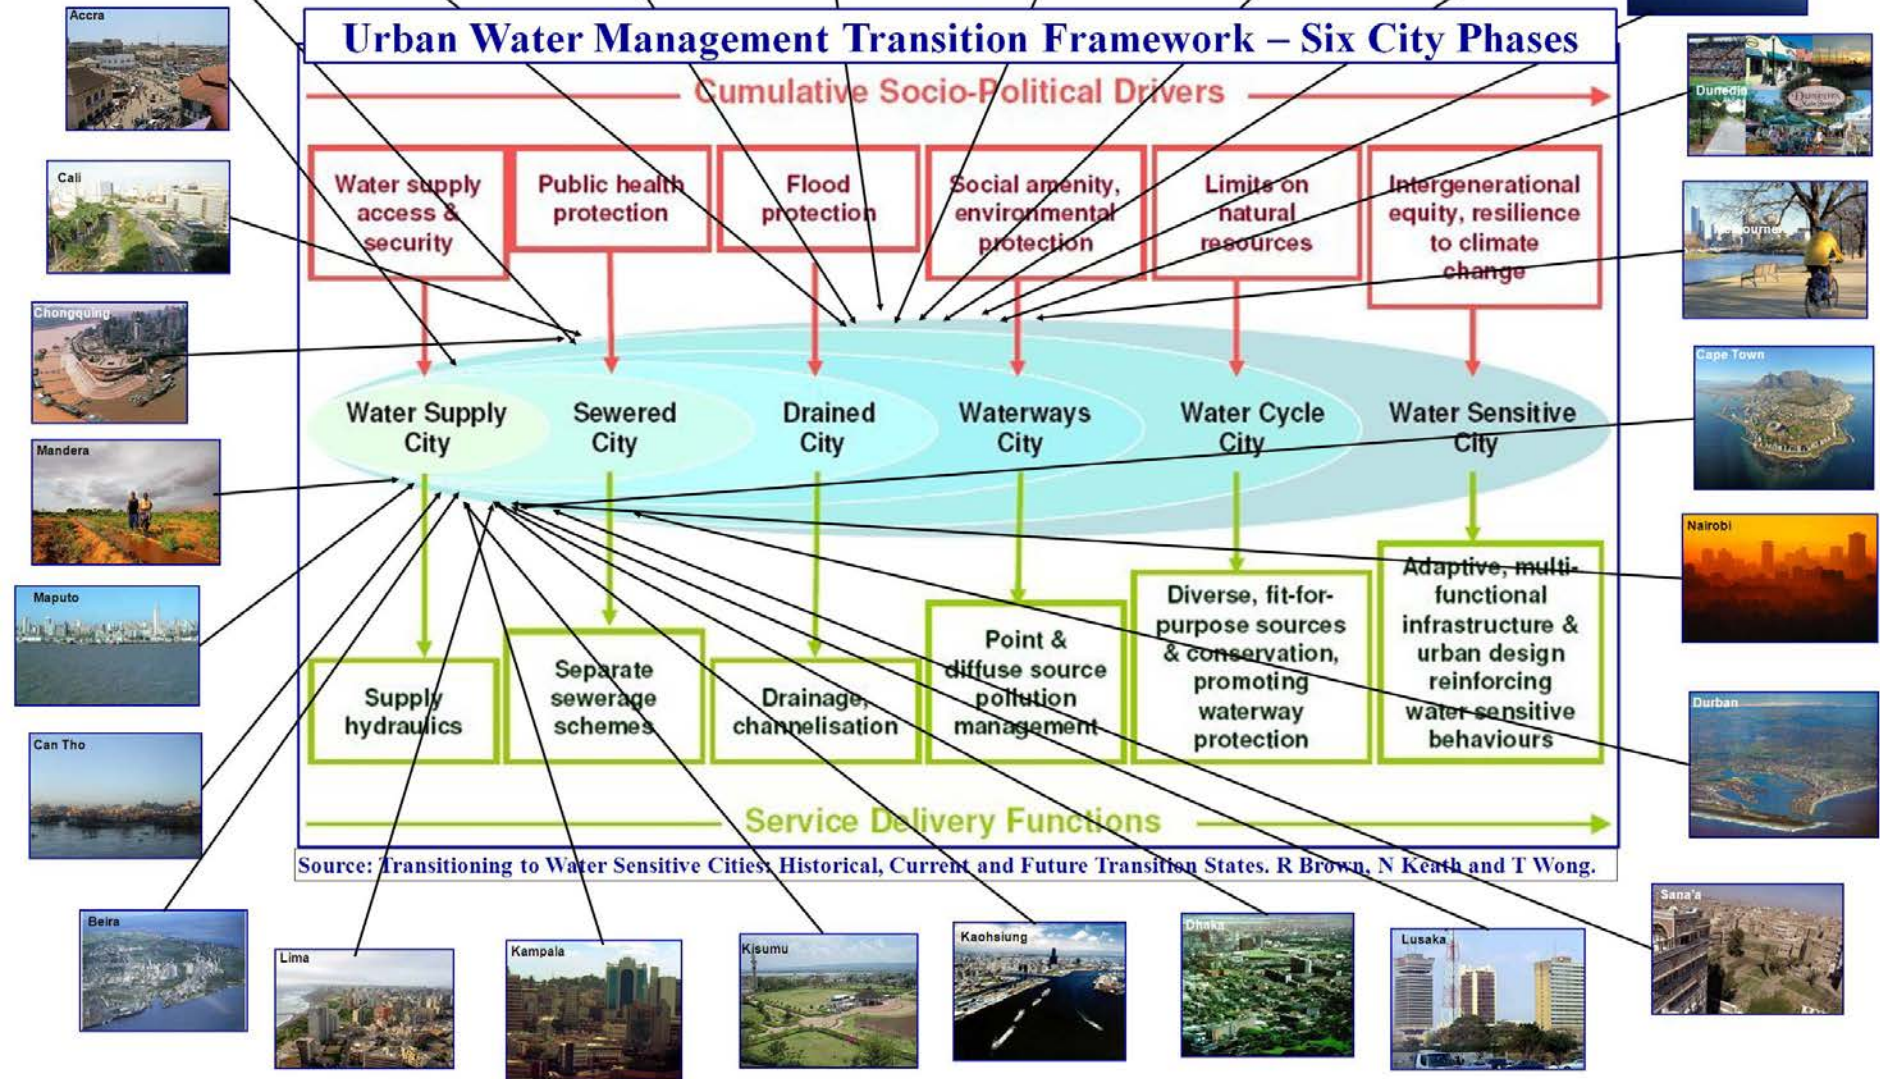 Urban Water Management Transition Framework – Six City Phases
Cumulative Socio-Political Drivers
Water supply
access &
security
Public health
protection
Flood
protection
Social amenity,
environmental
protection
Limits on
natural
resources
Intergenerational
equity, resilience
to climate
change
Water Supply
City
Sewered
City
Drained
City
Waterways
City
Water Cycle
City
Water Sensitive
City
Supply
hydraulics
Separate
sewerage
schemes
Drainage,
channelisation
Point &
diffuse source
pollution
management
Diverse, fit-for-
purpose sources
& conservation,
promoting
waterway
protection
Adaptive, multi-
functional
infrastructure &
urban design
reinforcing
water sensitive
behaviours
Service Delivery Functions
Source: Transitioning to Water Sensitive Cities: Historical, Current and Future Transition States. R Brown, N Keath and T Wong.
Accra
Cali
Chongquing
Mandera
Maputo
Can Tho
Beira
Lima
Kampala
Kisumu
Kaohsiung
Dhaka
Lusaka
Sana'a
Durban
Nairobi
Cape Town
Melbourne
Dunedin